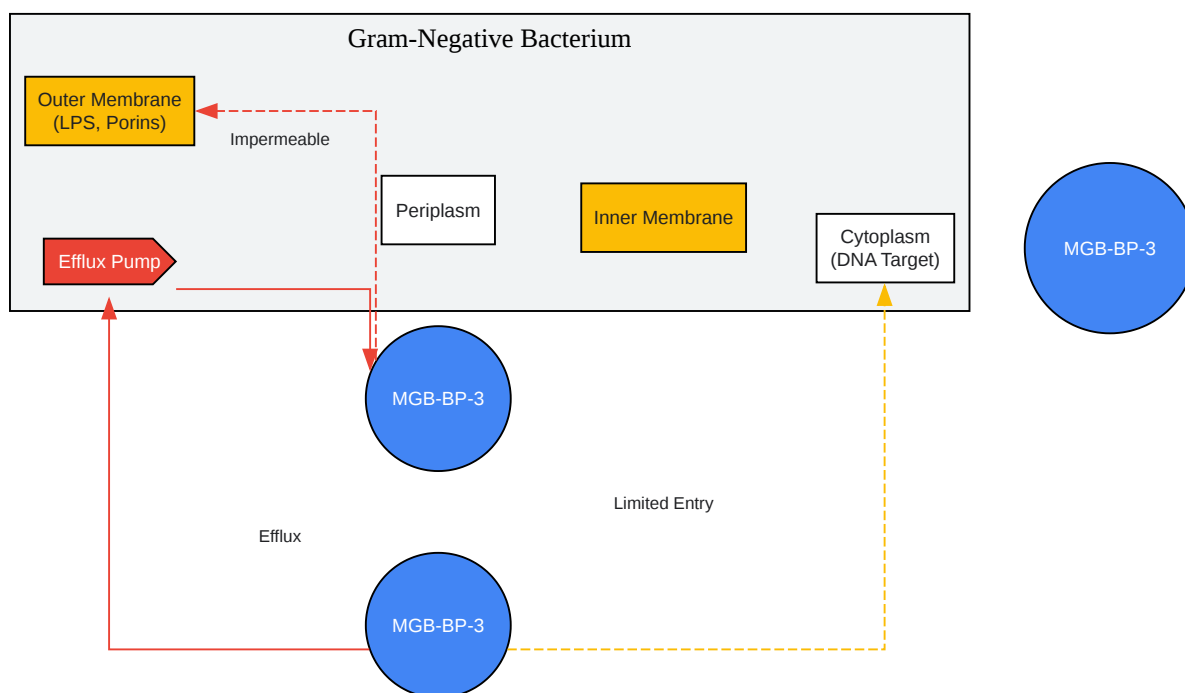 Gram-Negative Bacterium
Outer Membrane
(LPS, Porins)
Impermeable
Periplasm
Inner Membrane
Cytoplasm
(DNA Target)
MGB-BP-3
Efflux Pump
MGB-BP-3
Limited Entry
Efflux
MGB-BP-3